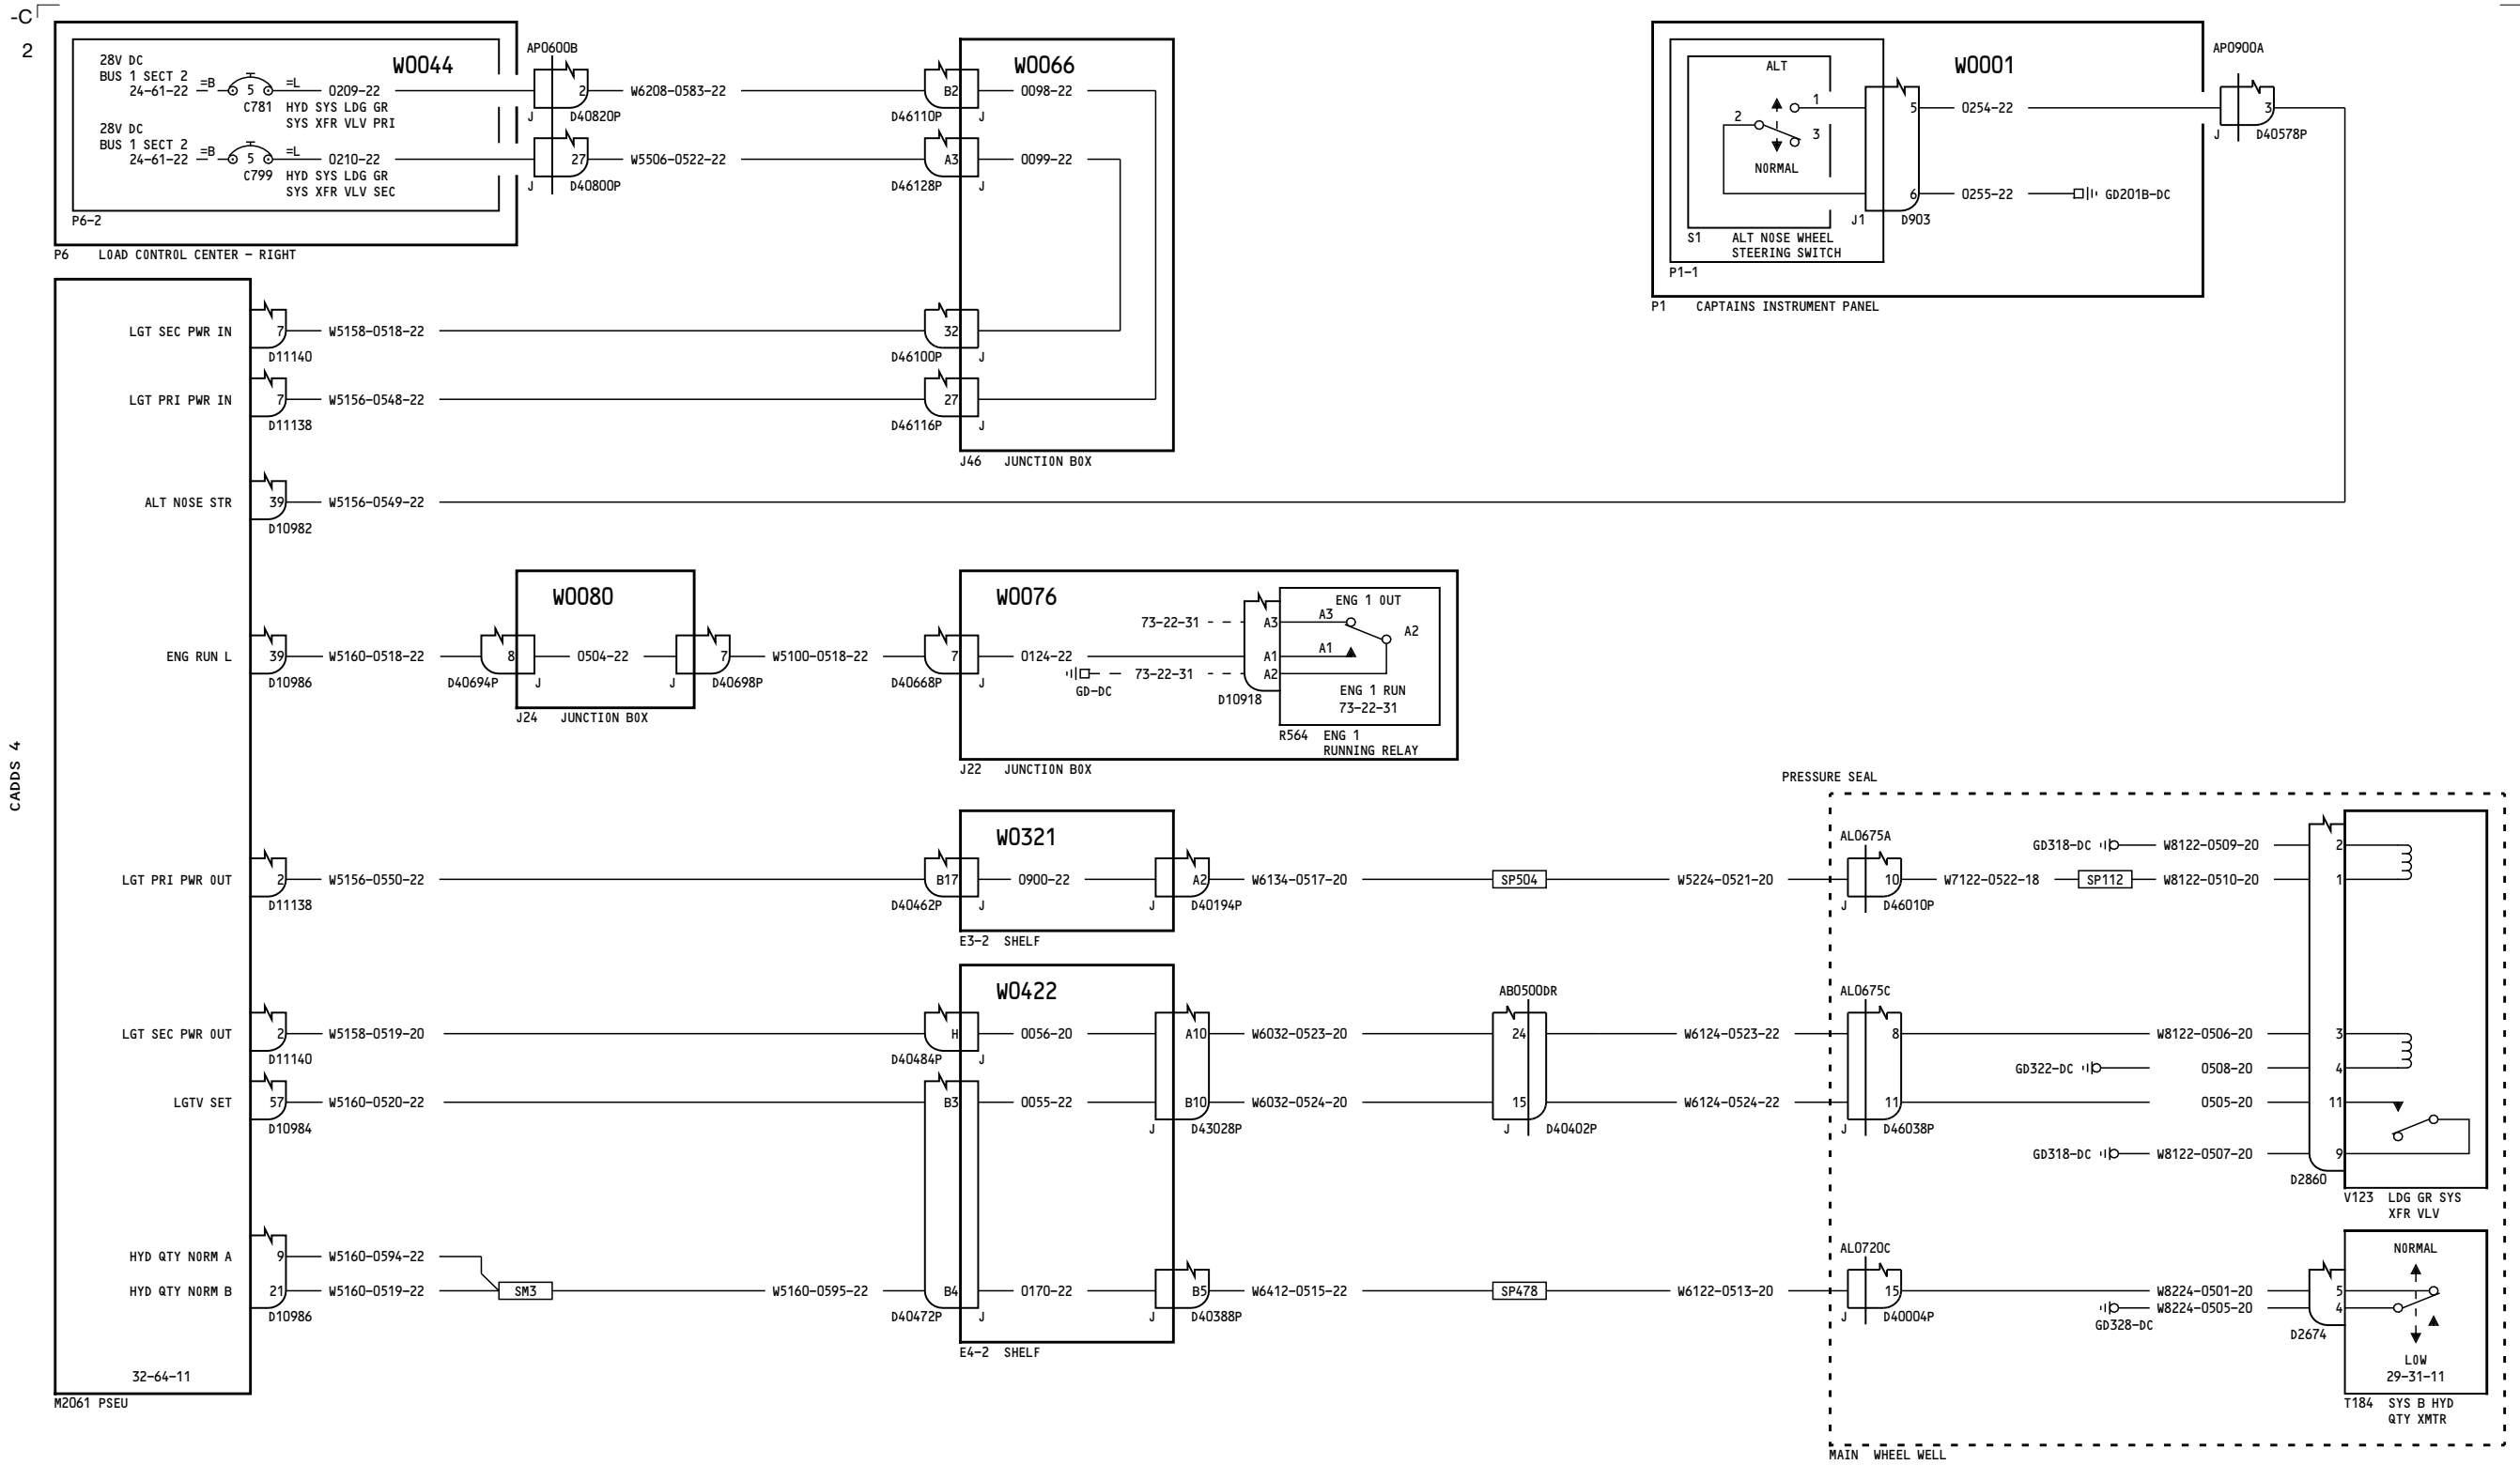 -C
2
28V DC
BUS 1 SECT 2
24-61-22
=B
5
=L
C781
0209-22
HYD SYS LDG GR
SYS XFR VLV PRI
W0044
28V DC
BUS 1 SECT 2
24-61-22
=B
5
=L
C799
0210-22
HYD SYS LDG GR
SYS XFR VLV SEC
P6-2
P6 LOAD CONTROL CENTER - RIGHT
AP0600B
2
J D40820P
W6208-0583-22
27
J D40800P
W5506-0522-22
W0066
B2
D46110P J
0098-22
A3
D46128P J
0099-22
32
D46100P J
27
D46116P J
J46 JUNCTION BOX
W0001
ALT
1
2
3
NORMAL
S1 ALT NOSE WHEEL
STEERING SWITCH
P1-1
J1 D903
5
0254-22
6
0255-22
GD201B-DC
P1 CAPTAINS INSTRUMENT PANEL
AP0900A
3
J D40578P
LGT SEC PWR IN
7
D11140
W5158-0518-22
LGT PRI PWR IN
7
D11138
W5156-0548-22
ALT NOSE STR
39
D10982
W5156-0549-22
ENG RUN L
39
D10986
W5160-0518-22
W0080
8
D40694P J
0504-22
7
J D40698P
J24 JUNCTION BOX
W5100-0518-22
W0076
7
D40668P J
0124-22
73-22-31
73-22-31
GD-DC
A3
A1
A2
D10918
ENG 1 OUT
A3
A2
A1
ENG 1 RUN
73-22-31
R564 ENG 1
RUNNING RELAY
J22 JUNCTION BOX
CADDS 4
LGT PRI PWR OUT
2
D11138
W5156-0550-22
W0321
B17
D40462P J
0900-22
A2
J D40194P
E3-2 SHELF
W6134-0517-20
SP504
W5224-0521-20
PRESSURE SEAL
AL0675A
10
J D46010P
W7122-0522-18
SP112
W8122-0510-20
GD318-DC
W8122-0509-20
2
1
LGT SEC PWR OUT
2
D11140
W5158-0519-20
W0422
H
D40484P J
0056-20
A10
W6032-0523-20
AB0500DR
24
W6124-0523-22
AL0675C
8
W8122-0506-20
3
GD322-DC
0508-20
4
LGTV SET
57
D10984
W5160-0520-22
B3
0055-22
B10
J D43028P
W6032-0524-20
15
J D40402P
W6124-0524-22
11
J D46038P
0505-20
11
GD318-DC
W8122-0507-20
9
D2860
V123 LDG GR SYS
XFR VLV
HYD QTY NORM A
9
W5160-0594-22
HYD QTY NORM B
21
D10986
W5160-0519-22
SM3
W5160-0595-22
B4
D40472P J
0170-22
B5
J D40388P
E4-2 SHELF
W6412-0515-22
SP478
W6122-0513-20
AL0720C
15
J D40004P
W8224-0501-20
5
GD328-DC
W8224-0505-20
4
D2674
NORMAL
LOW
29-31-11
T184 SYS B HYD
QTY XMTR
32-64-11
M2061 PSEU
MAIN WHEEL WELL